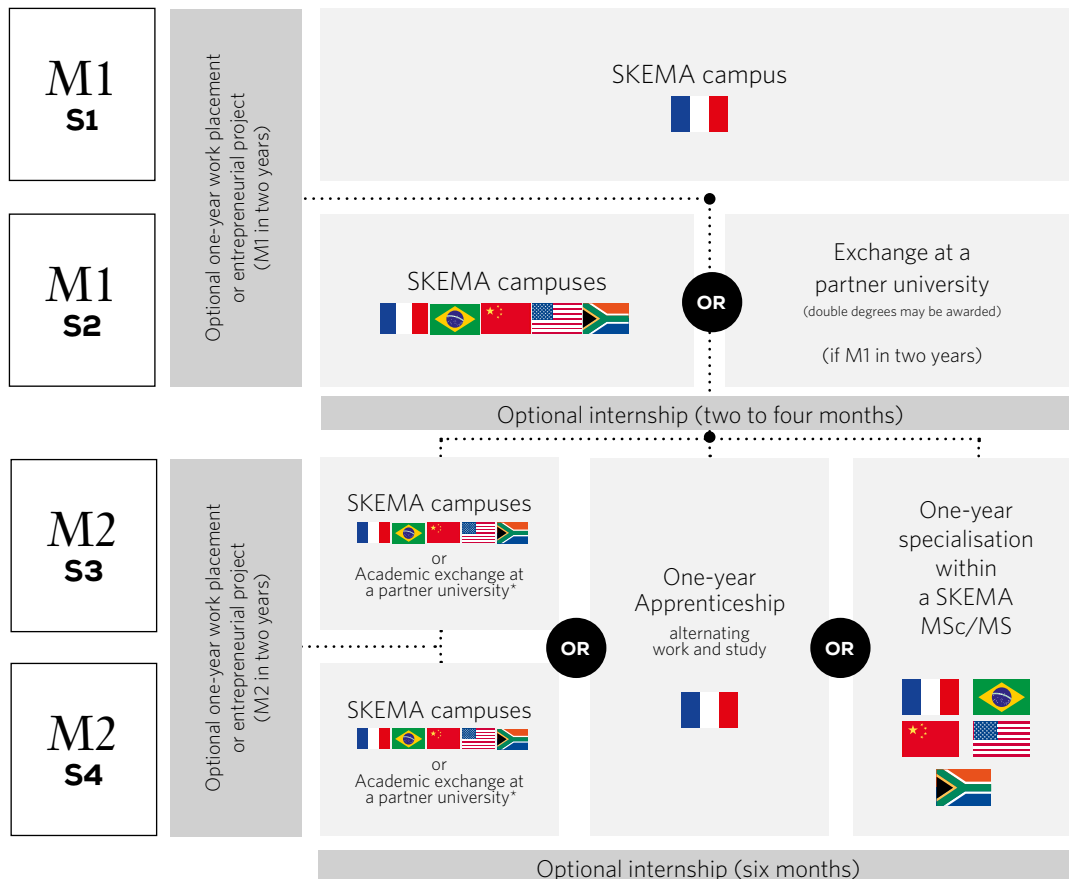 M1
S1
Optional one-year work placement
or entrepreneurial project
(M1 in two years)
SKEMA campus
M1
S2
SKEMA campuses
OR
Exchange at a
partner university
(double degrees may be awarded)
(if M1 in two years)
Optional internship (two to four months)
M2
S3
Optional one-year work placement
or entrepreneurial project
(M2 in two years)
SKEMA campuses
or
Academic exchange at
a partner university*
OR
One-year
Apprenticeship
alternating
work and study
OR
One-year
specialisation
within
a SKEMA
MSc/MS
M2
S4
SKEMA campuses
or
Academic exchange at
a partner university*
Optional internship (six months)